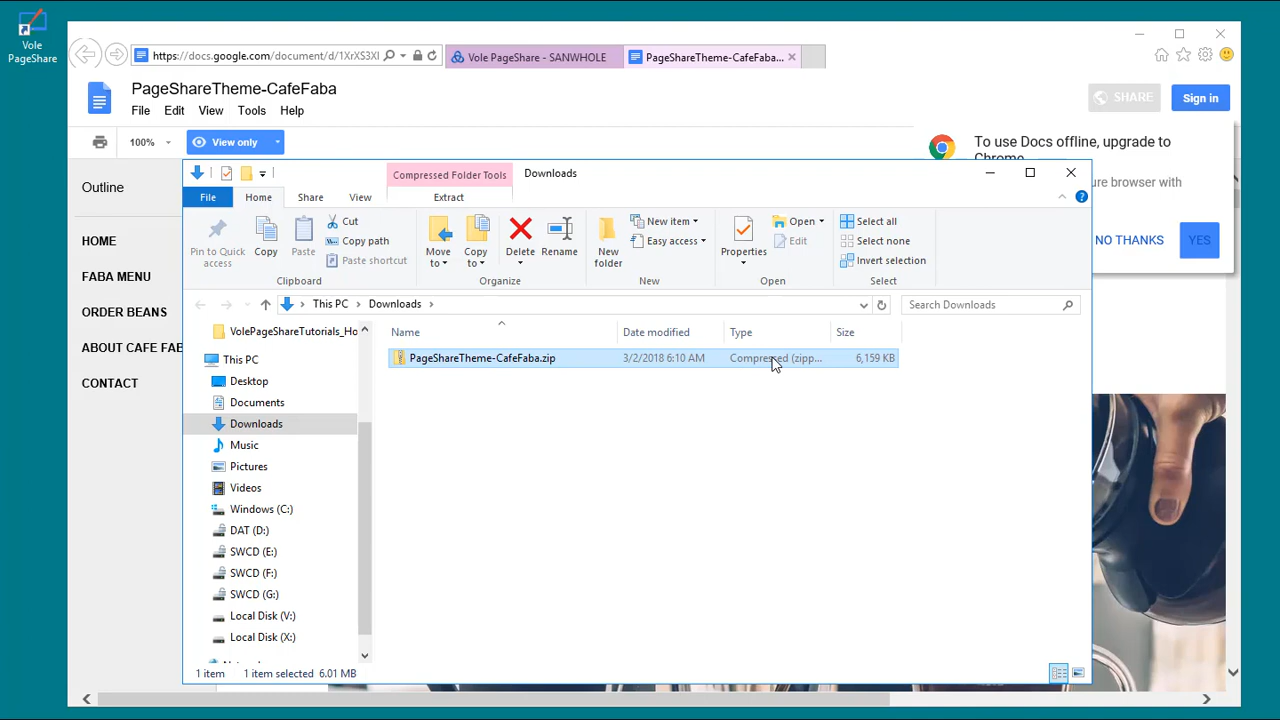 Vole
PageShare
https://docs.google.com/document/d/1XrXS3XI
Vole PageShare - SANWHOLE
PageShareTheme-CafeFaba...
PageShareTheme-CafeFaba
File Edit View Tools Help
SHARE
Sign in
100%
View only
To use Docs offline, upgrade to
Chrome
ure browser with
NO THANKS
YES
Outline
HOME
FABA MENU
ORDER BEANS
ABOUT CAFE FAB
CONTACT
Compressed Folder Tools
Downloads
File Home Share View Extract
Pin to Quick
access
Copy
Paste
Cut
Copy path
Paste shortcut
Clipboard
Move
to
Copy
to
Delete
Rename
Organize
New
folder
New item
Easy access
New
Properties
Open
Edit
Open
Select all
Select none
Invert selection
Select
This PC
Downloads
Search Downloads
Name Date modified Type Size
PageShareTheme-CafeFaba.zip 3/2/2018 6:10 AM Compressed (zipp... 6,159 KB
VolePageShareTutorials_Ho
This PC
Desktop
Documents
Downloads
Music
Pictures
Videos
Windows (C:)
DAT (D:)
SWCD (E:)
SWCD (F:)
SWCD (G:)
Local Disk (V:)
Local Disk (X:)
1 item 1 item selected 6.01 MB